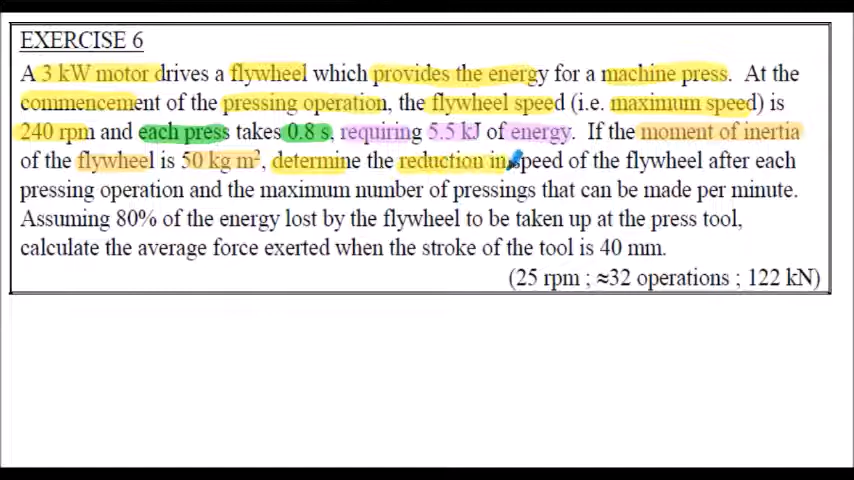 EXERCISE 6
A 3 kW motor drives a flywheel which provides the energy for a machine press. At the
commencement of the pressing operation, the flywheel speed (i.e. maximum speed) is
240 rpm and each press takes 0.8 s, requiring 5.5 kJ of energy. If the moment of inertia
of the flywheel is 50 kg m², determine the reduction in speed of the flywheel after each
pressing operation and the maximum number of pressings that can be made per minute.
Assuming 80% of the energy lost by the flywheel to be taken up at the press tool,
calculate the average force exerted when the stroke of the tool is 40 mm.
(25 rpm ; ≈32 operations ; 122 kN)